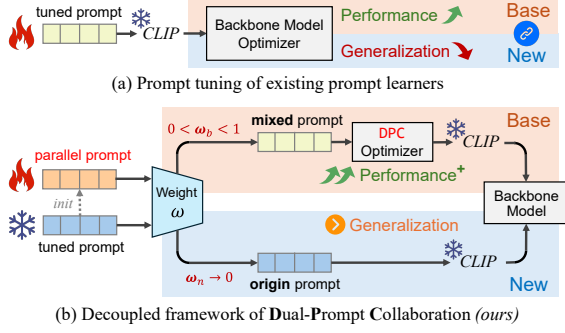 tuned prompt
CLIP
Backbone Model
Optimizer
Performance
Base
Generalization
New
(a) Prompt tuning of existing prompt learners
Base
mixed prompt
0 < ω_b < 1
DPC
Optimizer
CLIP
parallel prompt
Performance⁺
init
Weight
ω
Backbone
Model
tuned prompt
Generalization
ω_n → 0
origin prompt
CLIP
New
(b) Decoupled framework of Dual-Prompt Collaboration (ours)